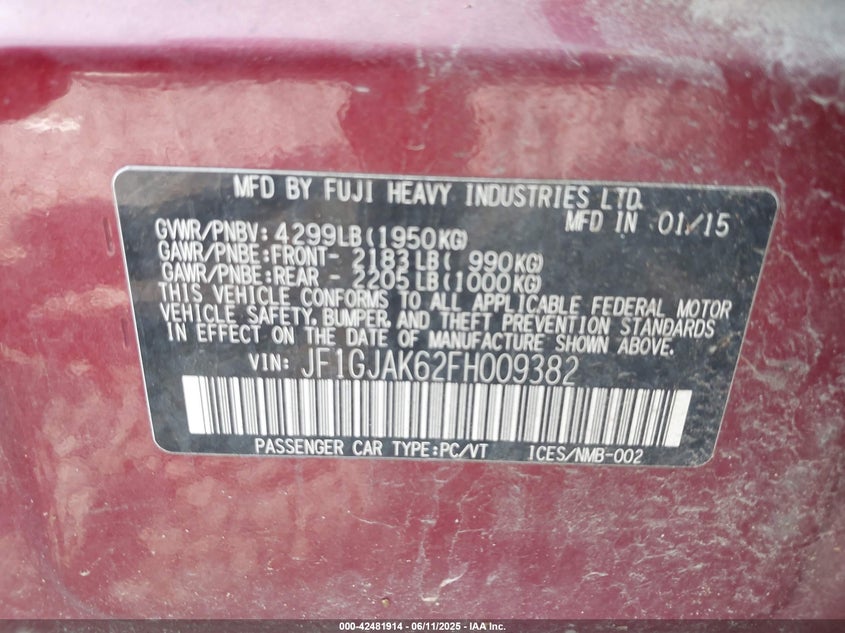 MFD BY FUJI HEAVY INDUSTRIES LTD.
MFD IN 01/15
GVWR/PNBV: 4299LB(1950KG)
GAWR/PNBE:FRONT- 2183LB( 990KG)
GAWR/PNBE:REAR - 2205LB(1000KG)
THIS VEHICLE CONFORMS TO ALL APPLICABLE FEDERAL MOTOR
VEHICLE SAFETY, BUMPER, AND THEFT PREVENTION STANDARDS
IN EFFECT ON THE DATE OF MANUFACTURE SHOWN ABOVE.
VIN: JF1GJAK62FH009382
PASSENGER CAR TYPE:PC/VT ICES/NMB-002
000-42481914 - 06/11/2025 - IAA Inc.